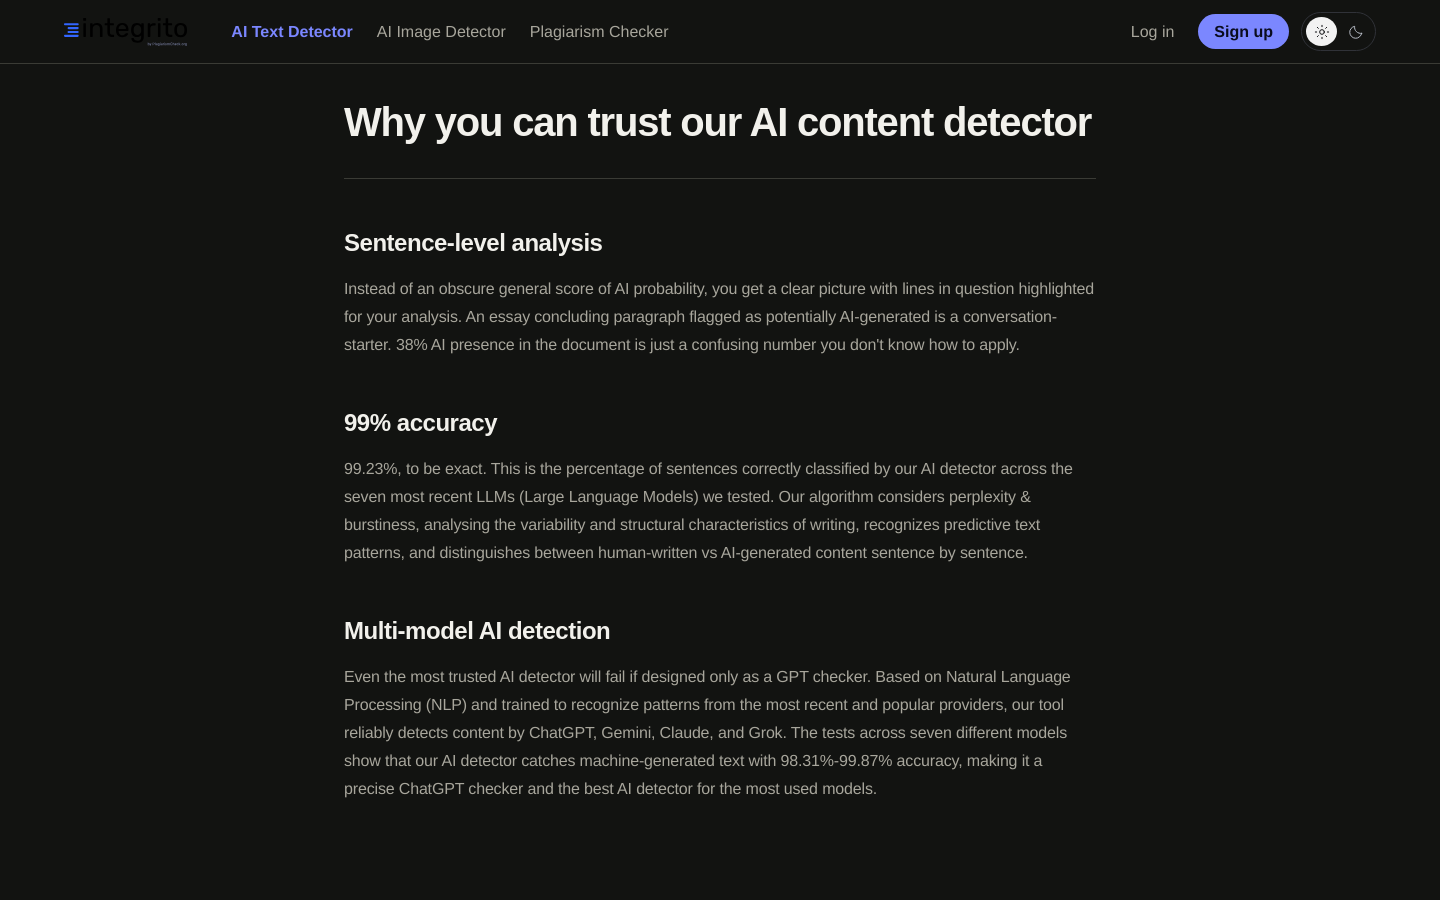 integrito
AI Text Detector
AI Image Detector
Plagiarism Checker
Log in
Sign up
Why you can trust our AI content detector
Sentence-level analysis
Instead of an obscure general score of AI probability, you get a clear picture with lines in question highlighted
for your analysis. An essay concluding paragraph flagged as potentially AI-generated is a conversation-
starter. 38% AI presence in the document is just a confusing number you don't know how to apply.
99% accuracy
99.23%, to be exact. This is the percentage of sentences correctly classified by our AI detector across the
seven most recent LLMs (Large Language Models) we tested. Our algorithm considers perplexity &
burstiness, analysing the variability and structural characteristics of writing, recognizes predictive text
patterns, and distinguishes between human-written vs AI-generated content sentence by sentence.
Multi-model AI detection
Even the most trusted AI detector will fail if designed only as a GPT checker. Based on Natural Language
Processing (NLP) and trained to recognize patterns from the most recent and popular providers, our tool
reliably detects content by ChatGPT, Gemini, Claude, and Grok. The tests across seven different models
show that our AI detector catches machine-generated text with 98.31%-99.87% accuracy, making it a
precise ChatGPT checker and the best AI detector for the most used models.